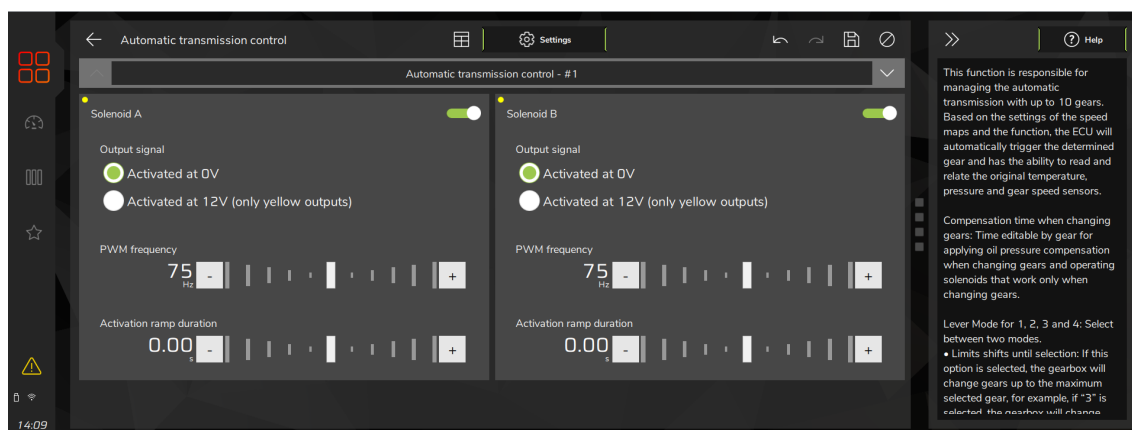 Automatic transmission control
Settings
Help
Automatic transmission control - #1
Solenoid A
Output signal
Activated at 0V
Activated at 12V (only yellow outputs)
PWM frequency
75
Hz
-
+
Activation ramp duration
0.00
s
-
+
Solenoid B
Output signal
Activated at 0V
Activated at 12V (only yellow outputs)
PWM frequency
75
Hz
-
+
Activation ramp duration
0.00
s
-
+
This function is responsible for
managing the automatic
transmission with up to 10 gears.
Based on the settings of the speed
maps and the function, the ECU will
automatically trigger the determined
gear and has the ability to read and
relate the original temperature,
pressure and gear speed sensors.
Compensation time when changing
gears: Time editable by gear for
applying oil pressure compensation
when changing gears and operating
solenoids that work only when
changing gears.
Lever Mode for 1, 2, 3 and 4: Select
between two modes.
• Limits shifts until selection: If this
option is selected, the gearbox will
change gears up to the maximum
selected gear, for example, if "3" is
selected, the gearbox will change
14:09